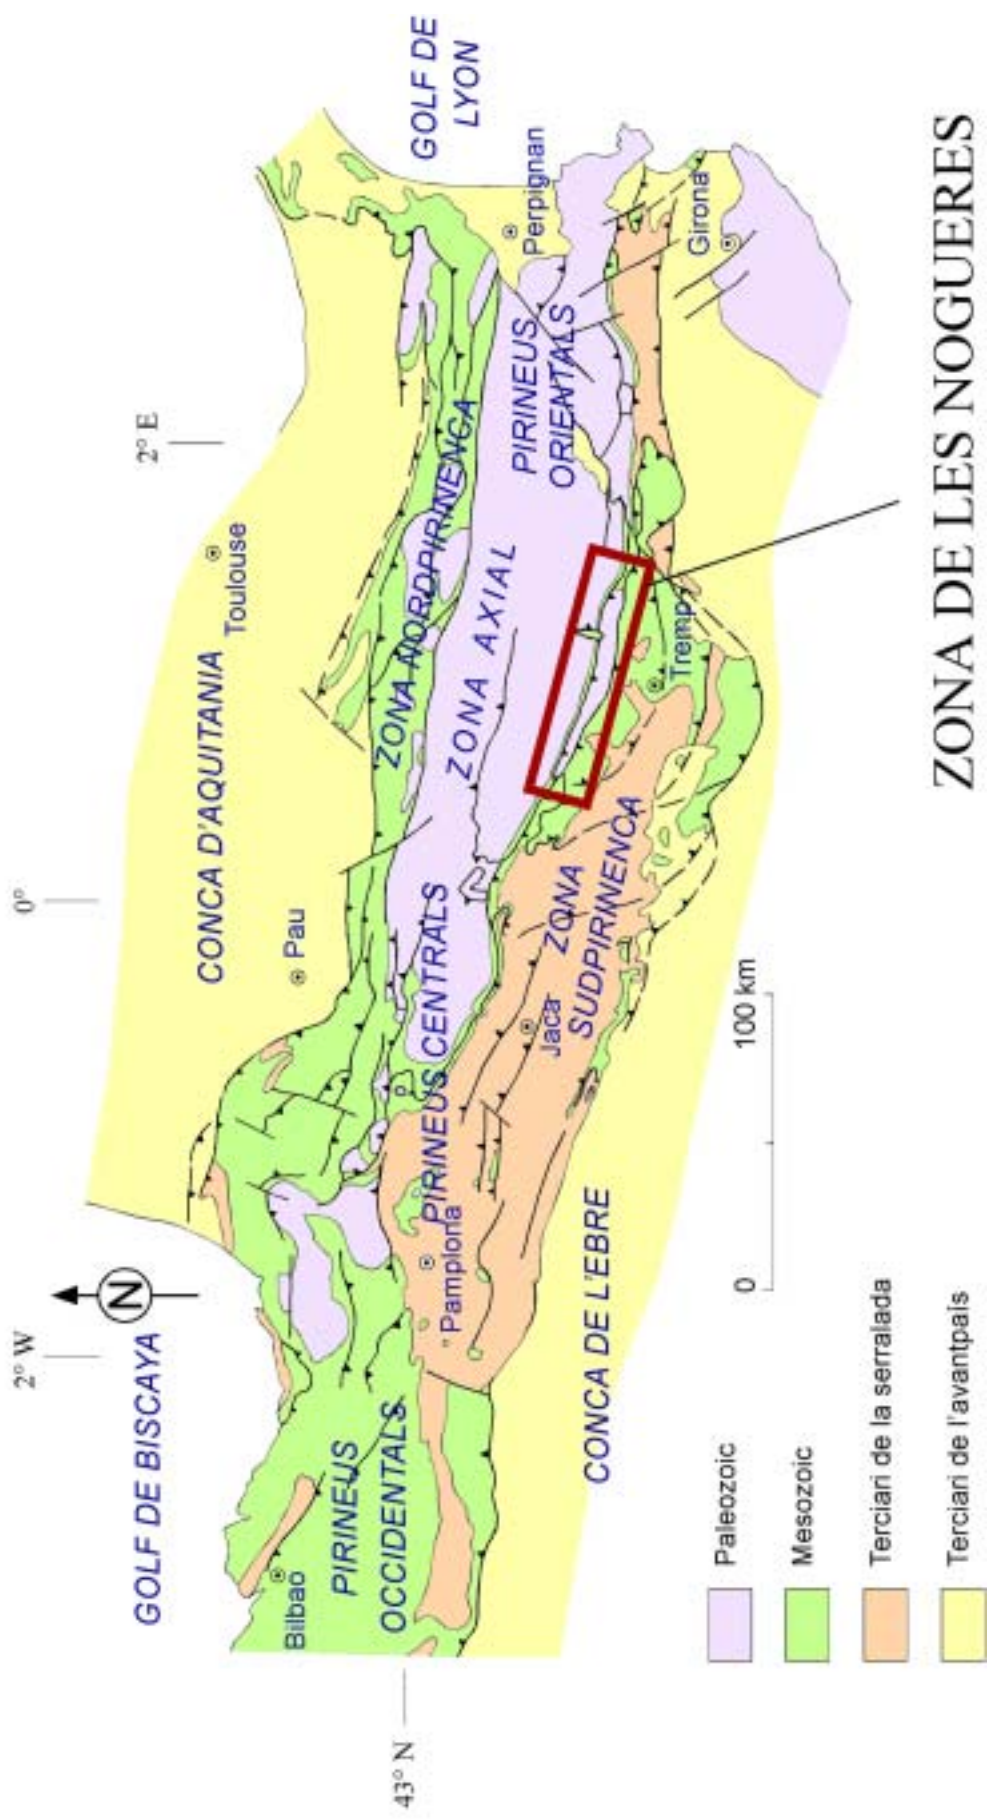 2° W
0°
2° E
GOLF DE BISCAYA
N
CONCA D'AQUITANIA
Toulouse
Pau
GOLF DE
LYON
Perpignan
Girona
43° N
Bilbao
PIRINEUS
OCCIDENTALS
Pamplona
PIRINEUS CENTRALS
ZONA NORDPIRINENCA
ZONA AXIAL
PIRINEUS
ORIENTALS
Jaca
ZONA
SUDPIRINENCA
Tremp
CONCA DE L'EBRE
0
100 km
Paleozoic
Mesozoic
Terciari de la serralada
Terciari de l'avantpaís
ZONA DE LES NOGUERES